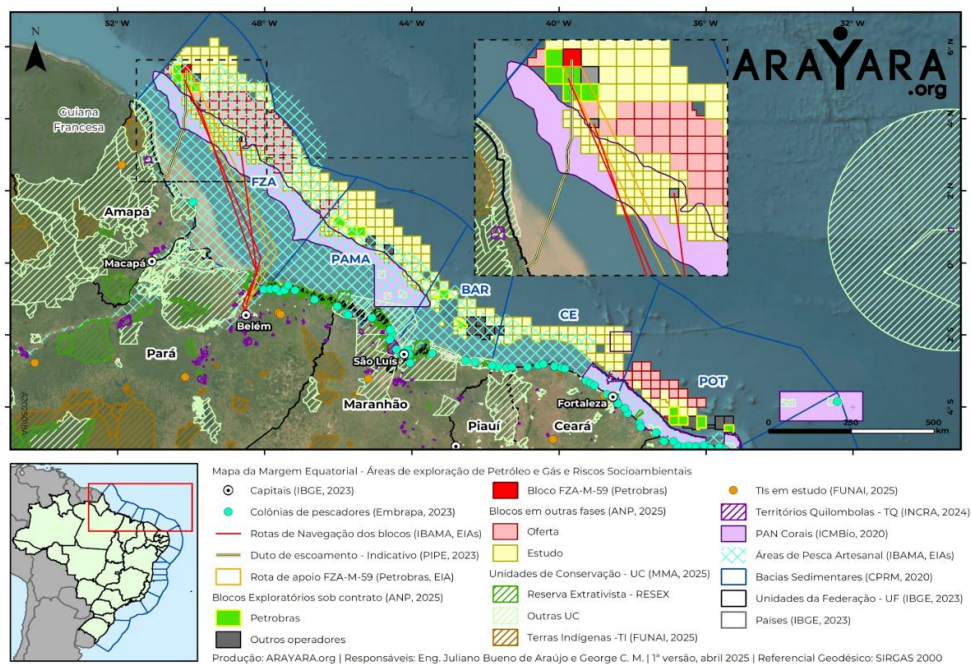 52° W
48° W
44° W
40° W
36° W
32° W
N
ARAYARA
.org
6° N
Guiana
Francesa
4° N
2° N
FZA
Amapá
PAMA
Macapá
0°
BAR
CE
Belém
2° S
Pará
São Luís
POT
Maranhão
Fortaleza
4° S
Piauí
Ceará
0
250
500
km
Mapa da Margem Equatorial - Áreas de exploração de Petróleo e Gás e Riscos Socioambientais
Capitais (IBGE, 2023)
Colônias de pescadores (Embrapa, 2023)
Rotas de Navegação dos blocos (IBAMA, EIAs)
Duto de escoamento - Indicativo (PIPE, 2023)
Rota de apoio FZA-M-59 (Petrobras, EIA)
Blocos Exploratórios sob contrato (ANP, 2025)
Petrobras
Outros operadores
Bloco FZA-M-59 (Petrobras)
Blocos em outras fases (ANP, 2025)
Oferta
Estudo
Unidades de Conservação - UC (MMA, 2025)
Reserva Extrativista - RESEX
Outras UC
Terras Indígenas -TI (FUNAI, 2025)
TIs em estudo (FUNAI, 2025)
Territórios Quilombolas - TQ (INCRA, 2024)
PAN Corais (ICMBio, 2020)
Áreas de Pesca Artesanal (IBAMA, EIAs)
Bacias Sedimentares (CPRM, 2020)
Unidades da Federação - UF (IBGE, 2023)
Países (IBGE, 2023)
Produção: ARAYARA.org | Responsáveis: Eng. Juliano Bueno de Araújo e George C. M. | 1ª versão, abril 2025 | Referencial Geodésico: SIRGAS 2000